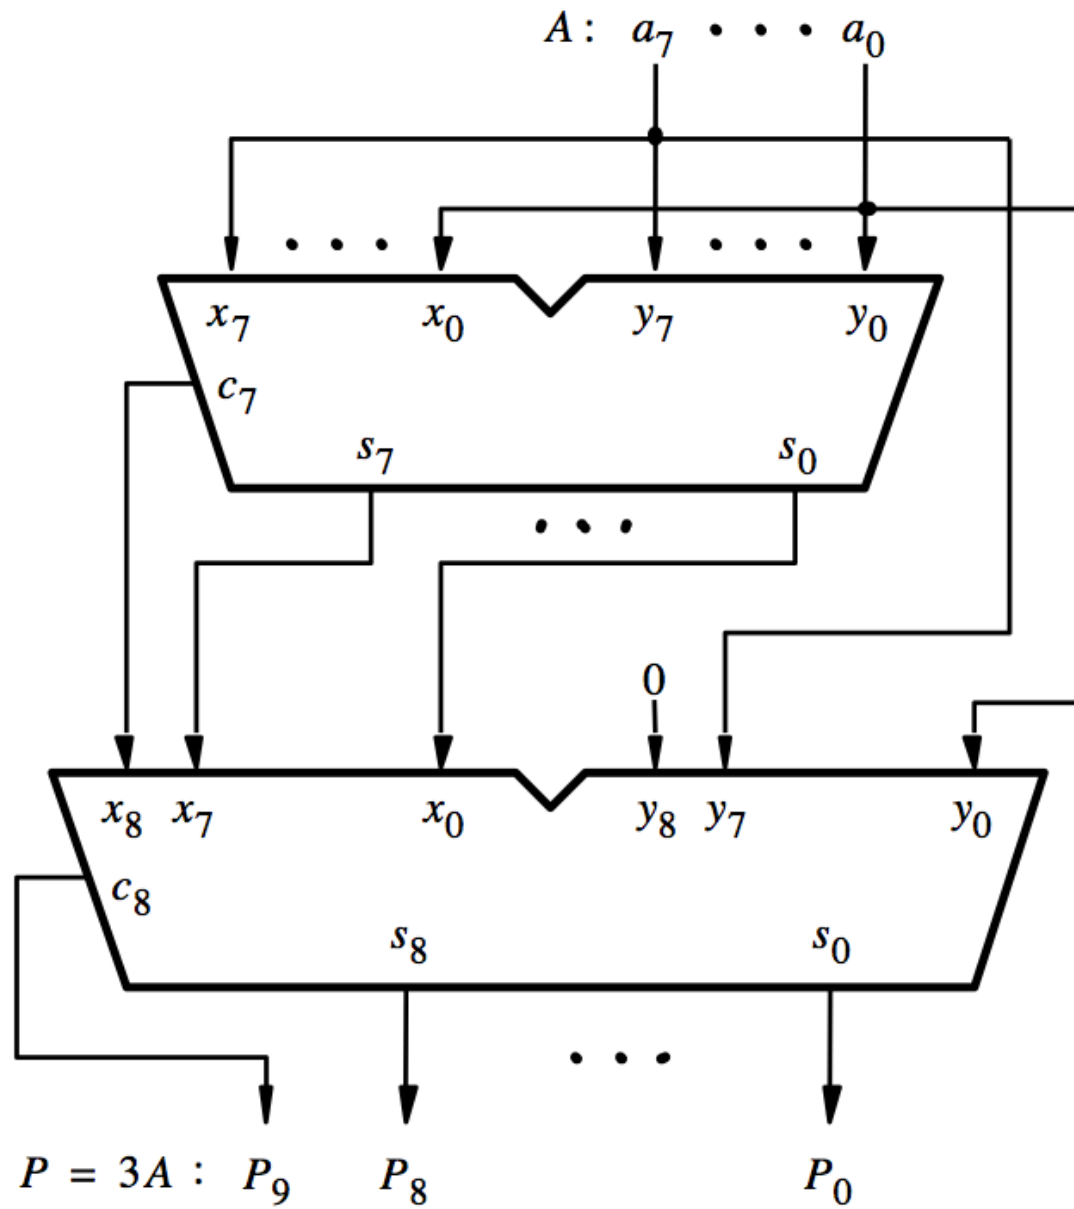 A: a₇ • • • a₀
• • • • • •
x₇ x₀ y₇ y₀
c₇
s₇ s₀
• • •
0
x₈ x₇ x₀ y₈ y₇ y₀
c₈
s₈ s₀
• • •
P = 3A : P₉ P₈ P₀